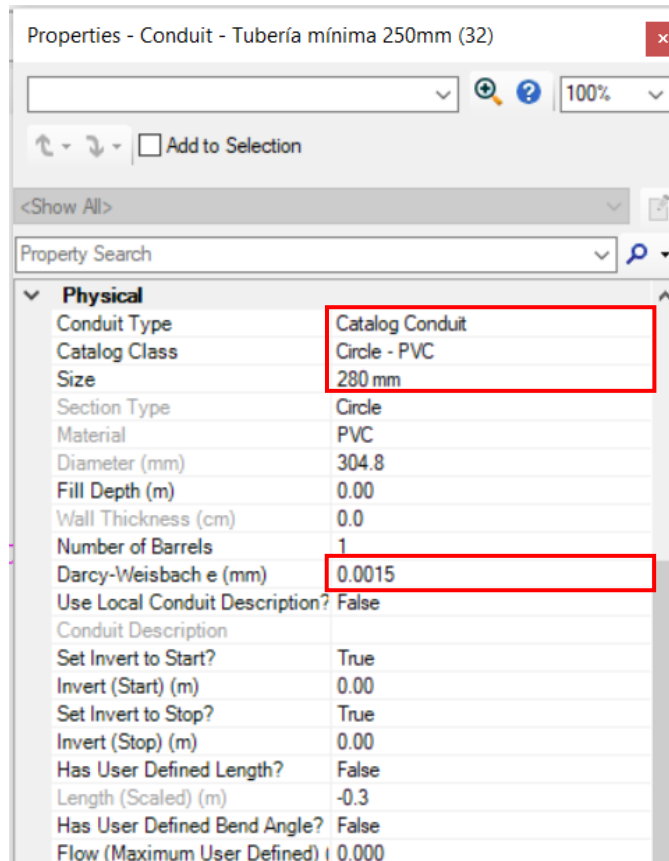 Properties - Conduit - Tubería mínima 250mm (32)
100%
Add to Selection
<Show All>
Property Search
Physical
Conduit Type Catalog Conduit
Catalog Class Circle - PVC
Size 280 mm
Section Type Circle
Material PVC
Diameter (mm) 304.8
Fill Depth (m) 0.00
Wall Thickness (cm) 0.0
Number of Barrels 1
Darcy-Weisbach e (mm) 0.0015
Use Local Conduit Description? False
Conduit Description
Set Invert to Start? True
Invert (Start) (m) 0.00
Set Invert to Stop? True
Invert (Stop) (m) 0.00
Has User Defined Length? False
Length (Scaled) (m) -0.3
Has User Defined Bend Angle? False
Flow (Maximum User Defined) ( 0.000